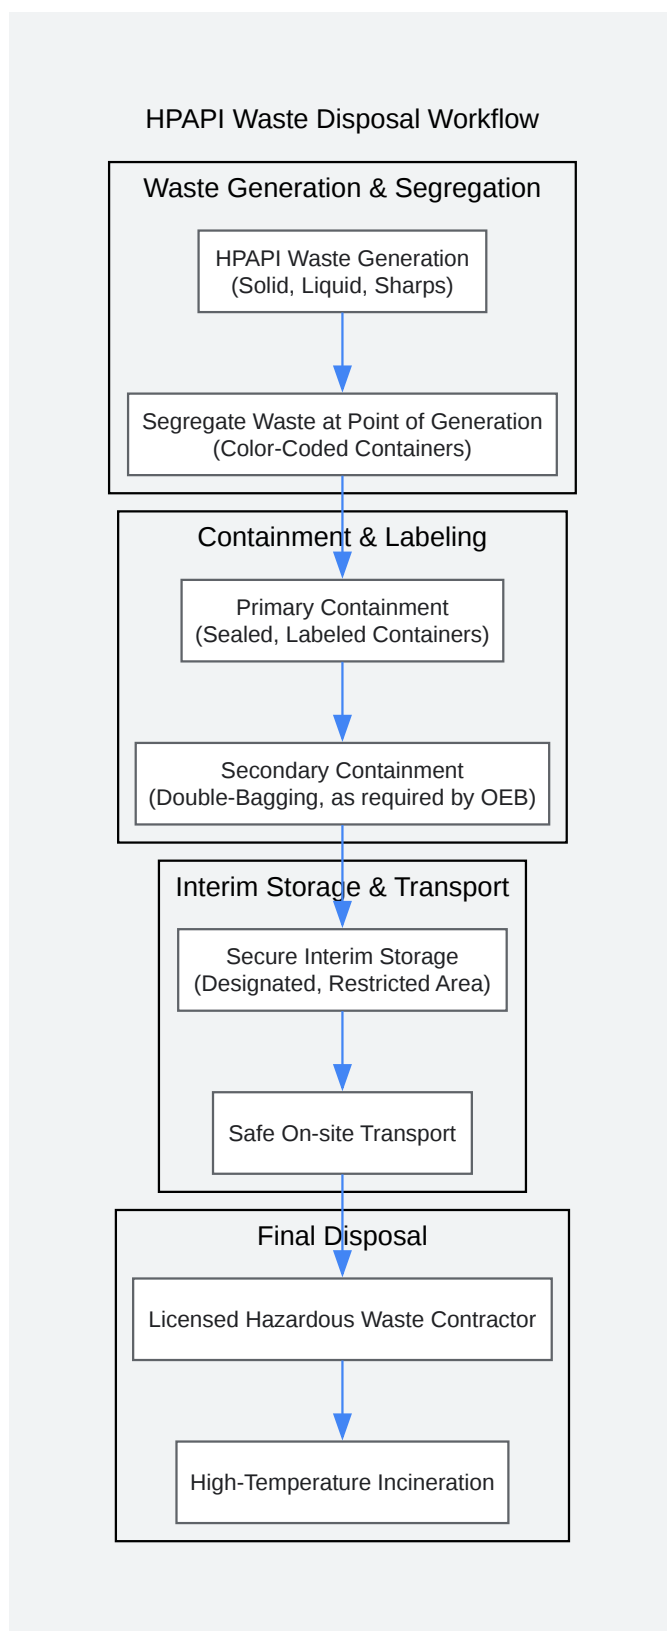 HPAPI Waste Disposal Workflow
Waste Generation & Segregation
HPAPI Waste Generation
(Solid, Liquid, Sharps)
Segregate Waste at Point of Generation
(Color-Coded Containers)
Containment & Labeling
Primary Containment
(Sealed, Labeled Containers)
Secondary Containment
(Double-Bagging, as required by OEB)
Interim Storage & Transport
Secure Interim Storage
(Designated, Restricted Area)
Safe On-site Transport
Final Disposal
Licensed Hazardous Waste Contractor
High-Temperature Incineration